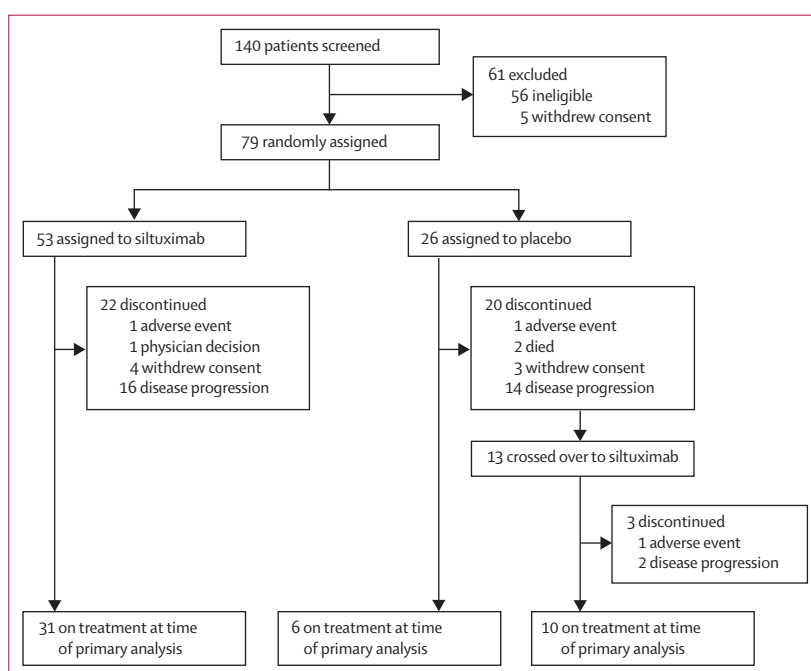 140 patients screened
61 excluded
56 ineligible
5 withdrew consent
79 randomly assigned
53 assigned to siltuximab
26 assigned to placebo
22 discontinued
1 adverse event
1 physician decision
4 withdrew consent
16 disease progression
20 discontinued
1 adverse event
2 died
3 withdrew consent
14 disease progression
13 crossed over to siltuximab
3 discontinued
1 adverse event
2 disease progression
31 on treatment at time
of primary analysis
6 on treatment at time
of primary analysis
10 on treatment at time
of primary analysis